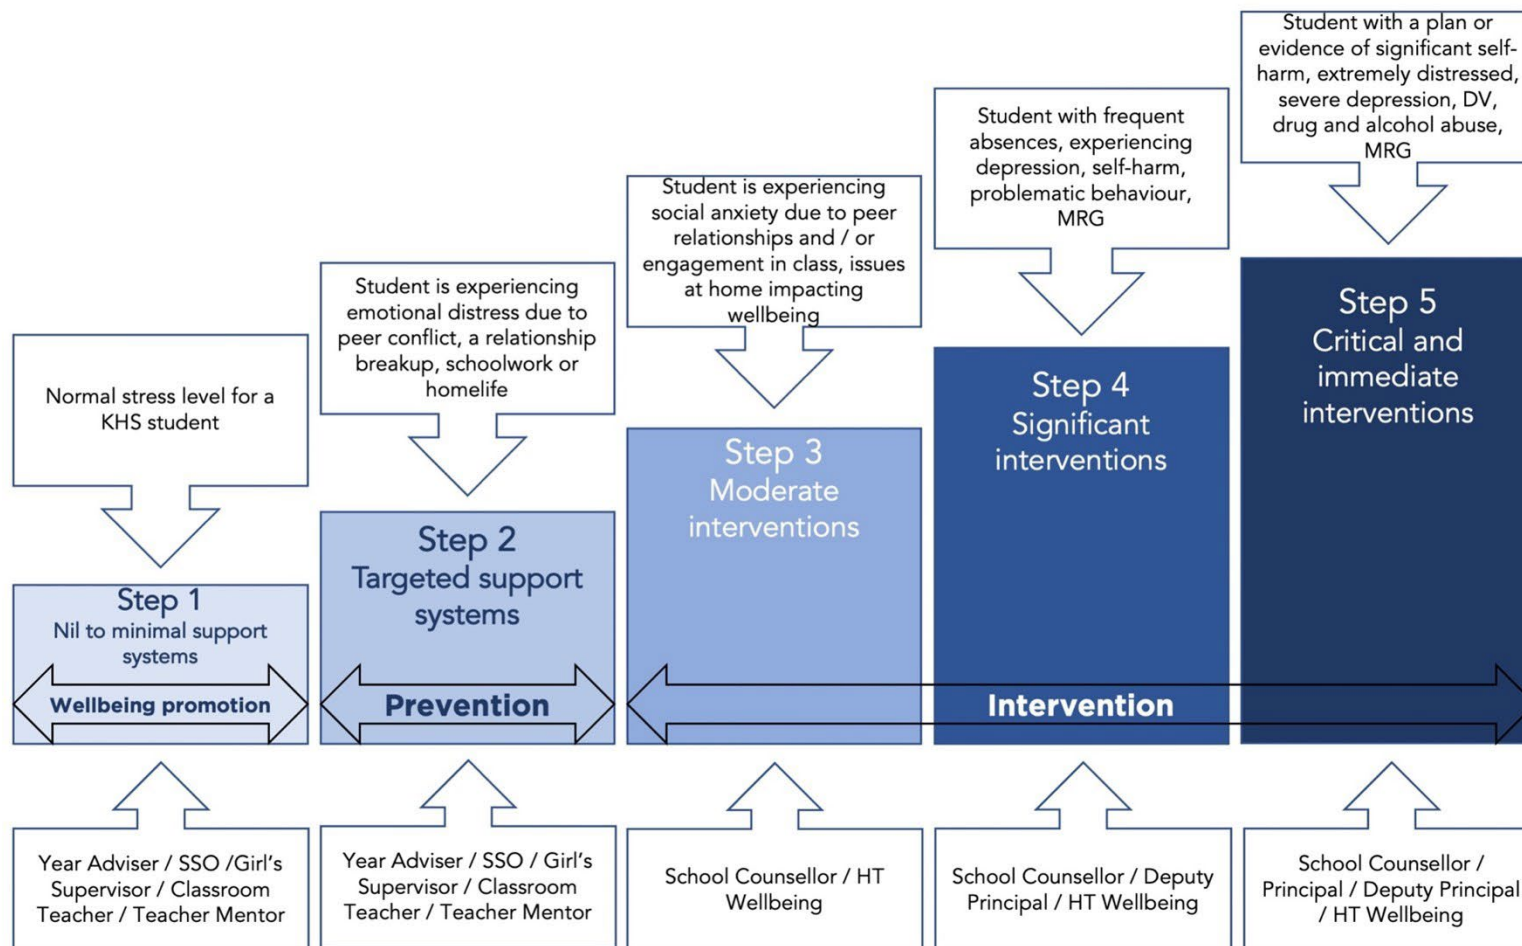 Normal stress level for a
KHS student
Student is experiencing
emotional distress due to
peer conflict, a relationship
breakup, schoolwork or
homelife
Student is experiencing
social anxiety due to peer
relationships and / or
engagement in class, issues
at home impacting
wellbeing
Student with frequent
absences, experiencing
depression, self-harm,
problematic behaviour,
MRG
Student with a plan or
evidence of significant self-
harm, extremely distressed,
severe depression, DV,
drug and alcohol abuse,
MRG
Step 1
Nil to minimal support
systems
Step 2
Targeted support
systems
Step 3
Moderate
interventions
Step 4
Significant
interventions
Step 5
Critical and
immediate
interventions
Wellbeing promotion
Prevention
Intervention
Year Adviser / SSO /Girl's
Supervisor / Classroom
Teacher / Teacher Mentor
Year Adviser / SSO / Girl's
Supervisor / Classroom
Teacher / Teacher Mentor
School Counsellor / HT
Wellbeing
School Counsellor / Deputy
Principal / HT Wellbeing
School Counsellor /
Principal / Deputy Principal
/ HT Wellbeing